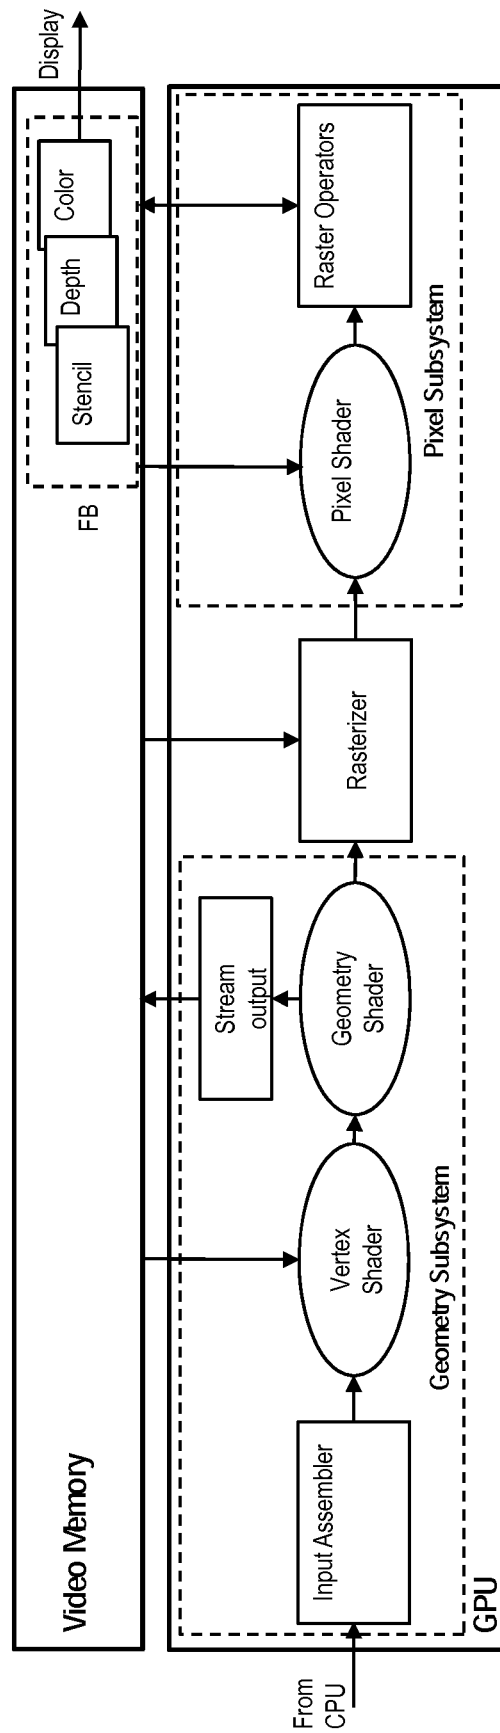 Video Memory
FB
Stencil
Depth
Color
Display
From
CPU
Input Assembler
Vertex
Shader
Geometry
Shader
Stream
output
Geometry Subsystem
Rasterizer
Pixel Shader
Raster Operators
Pixel Subsystem
GPU